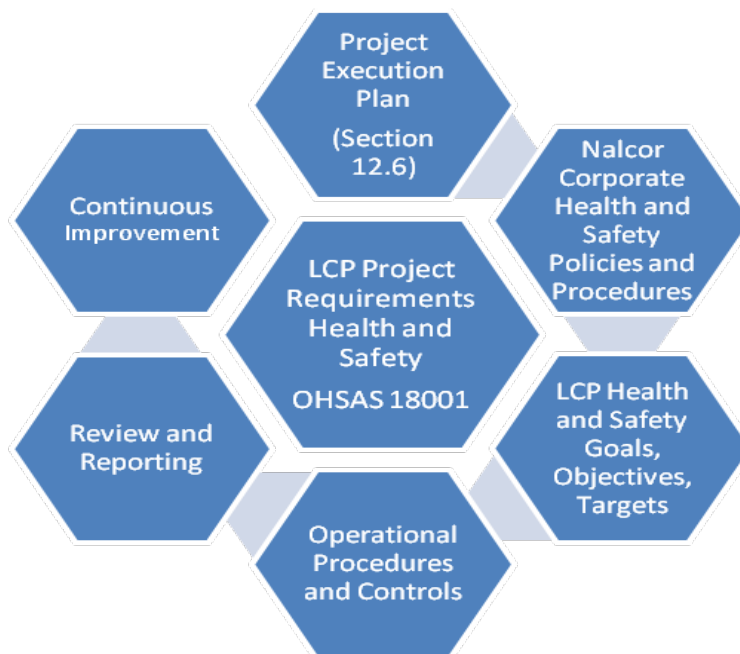 Project
Execution
Plan
(Section
12.6)
Nalcor
Corporate
Health and
Safety
Policies and
Procedures
LCP Health
and Safety
Goals,
Objectives,
Targets
Operational
Procedures
and Controls
Review and
Reporting
Continuous
Improvement
LCP Project
Requirements
Health and
Safety
OHSAS 18001